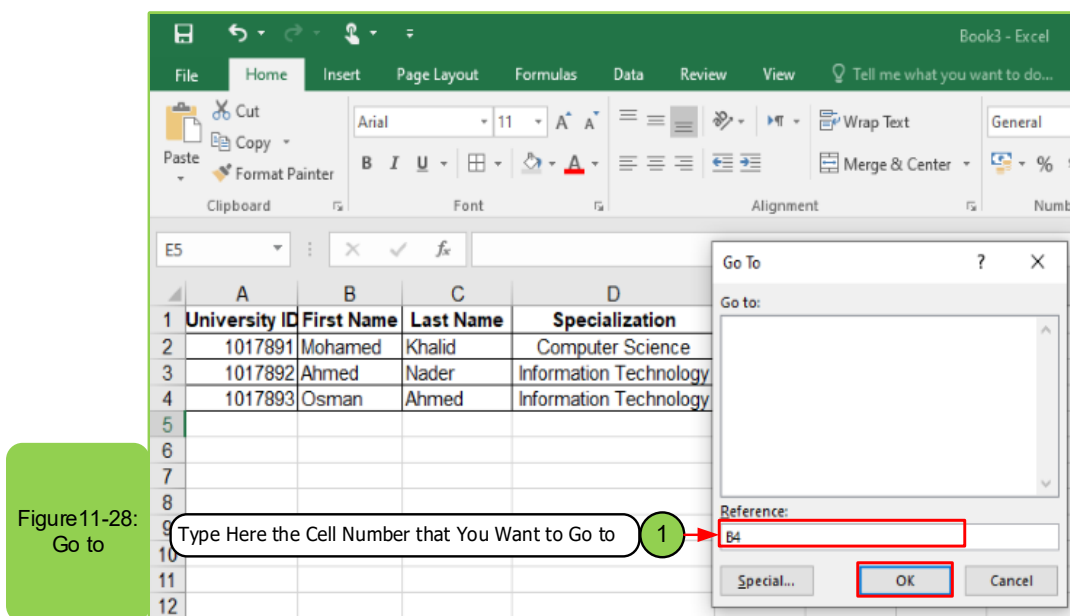 Book3 - Excel
File Home Insert Page Layout Formulas Data Review View Tell me what you want to do...
Cut
Copy
Format Painter
Paste
Arial 11 A A
B I U A
Wrap Text
Merge & Center
General
%
Clipboard Font Alignment Numb
E5 fx
A B C D
1 University ID First Name Last Name Specialization
2 1017891 Mohamed Khalid Computer Science
3 1017892 Ahmed Nader Information Technology
4 1017893 Osman Ahmed Information Technology
5
6
7
8
9
10
11
12
Go To ? X
Go to:
Reference:
B4
Special... OK Cancel
Type Here the Cell Number that You Want to Go to 1
Figure11-28:
Go to